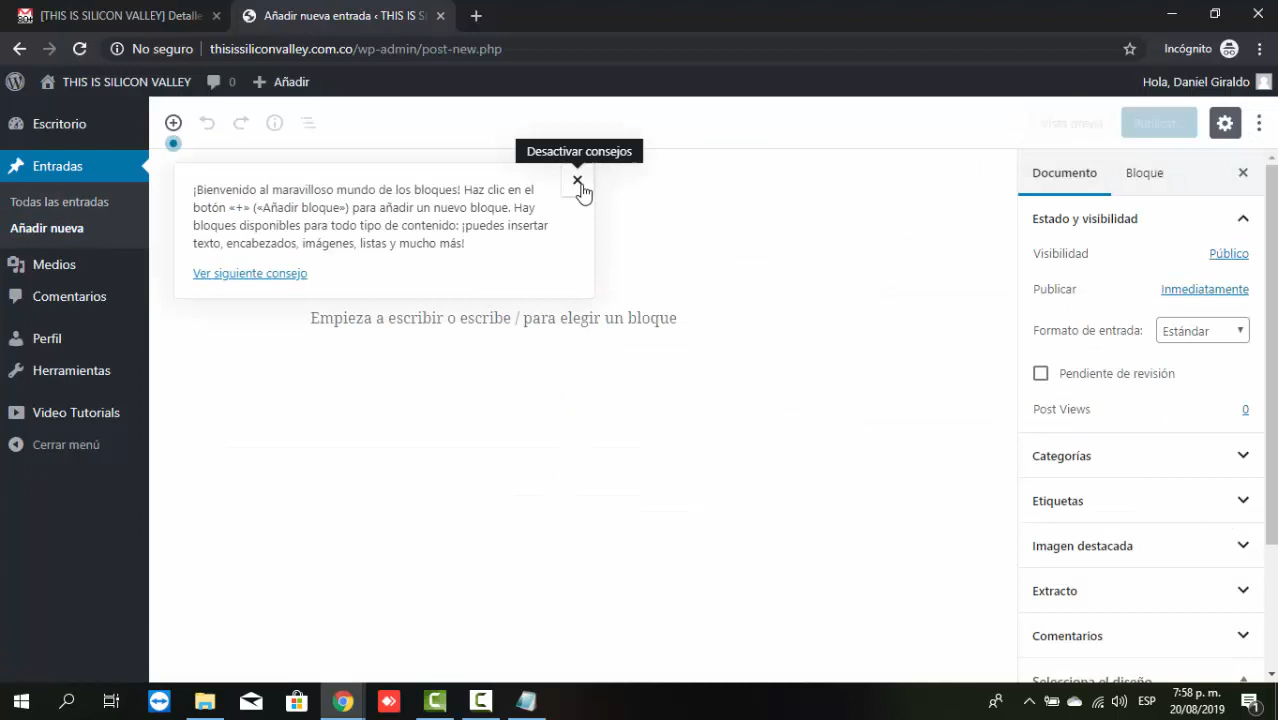 [THIS IS SILICON VALLEY] Detalle
Añadir nueva entrada ‹ THIS IS S
No seguro
thisissiliconvalley.com.co/wp-admin/post-new.php
Incógnito
THIS IS SILICON VALLEY
0
Añadir
Hola, Daniel Giraldo
Escritorio
Entradas
Todas las entradas
Añadir nueva
Medios
Comentarios
Perfil
Herramientas
Video Tutorials
Cerrar menú
Vista previa
Publicar...
Desactivar consejos
¡Bienvenido al maravilloso mundo de los bloques! Haz clic en el
botón «+» («Añadir bloque») para añadir un nuevo bloque. Hay
bloques disponibles para todo tipo de contenido: ¡puedes insertar
texto, encabezados, imágenes, listas y mucho más!
Ver siguiente consejo
Empieza a escribir o escribe / para elegir un bloque
Documento
Bloque
Estado y visibilidad
Visibilidad
Público
Publicar
Inmediatamente
Formato de entrada:
Estándar
Pendiente de revisión
Post Views
0
Categorías
Etiquetas
Imagen destacada
Extracto
Comentarios
Selecciona el diseño
ESP
7:58 p. m.
20/08/2019
1